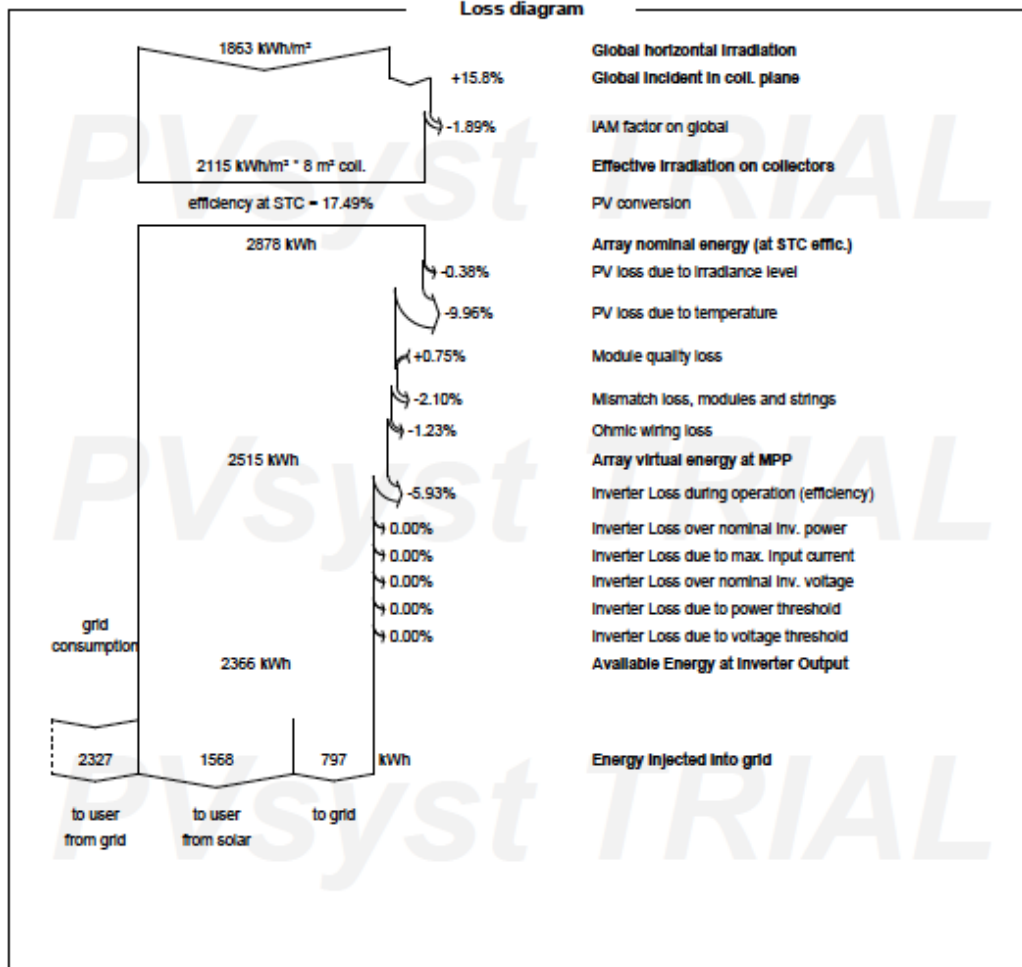 Loss diagram
1863 kWh/m² Global horizontal irradiation
+15.8% Global incident in coll. plane
-1.89% IAM factor on global
2115 kWh/m² * 8 m² coll. Effective irradiation on collectors
efficiency at STC = 17.49% PV conversion
2878 kWh Array nominal energy (at STC effic.)
-0.38% PV loss due to irradiance level
-9.96% PV loss due to temperature
+0.75% Module quality loss
-2.10% Mismatch loss, modules and strings
-1.23% Ohmic wiring loss
2515 kWh Array virtual energy at MPP
-5.93% Inverter Loss during operation (efficiency)
0.00% Inverter Loss over nominal inv. power
0.00% Inverter Loss due to max. input current
0.00% Inverter Loss over nominal inv. voltage
0.00% Inverter Loss due to power threshold
0.00% Inverter Loss due to voltage threshold
grid
consumption
2366 kWh Available Energy at Inverter Output
2327 1568 797 kWh Energy injected into grid
to user to user to grid
from grid from solar
PVsyst TRIAL
PVsyst TRIAL
PVsyst TRIAL